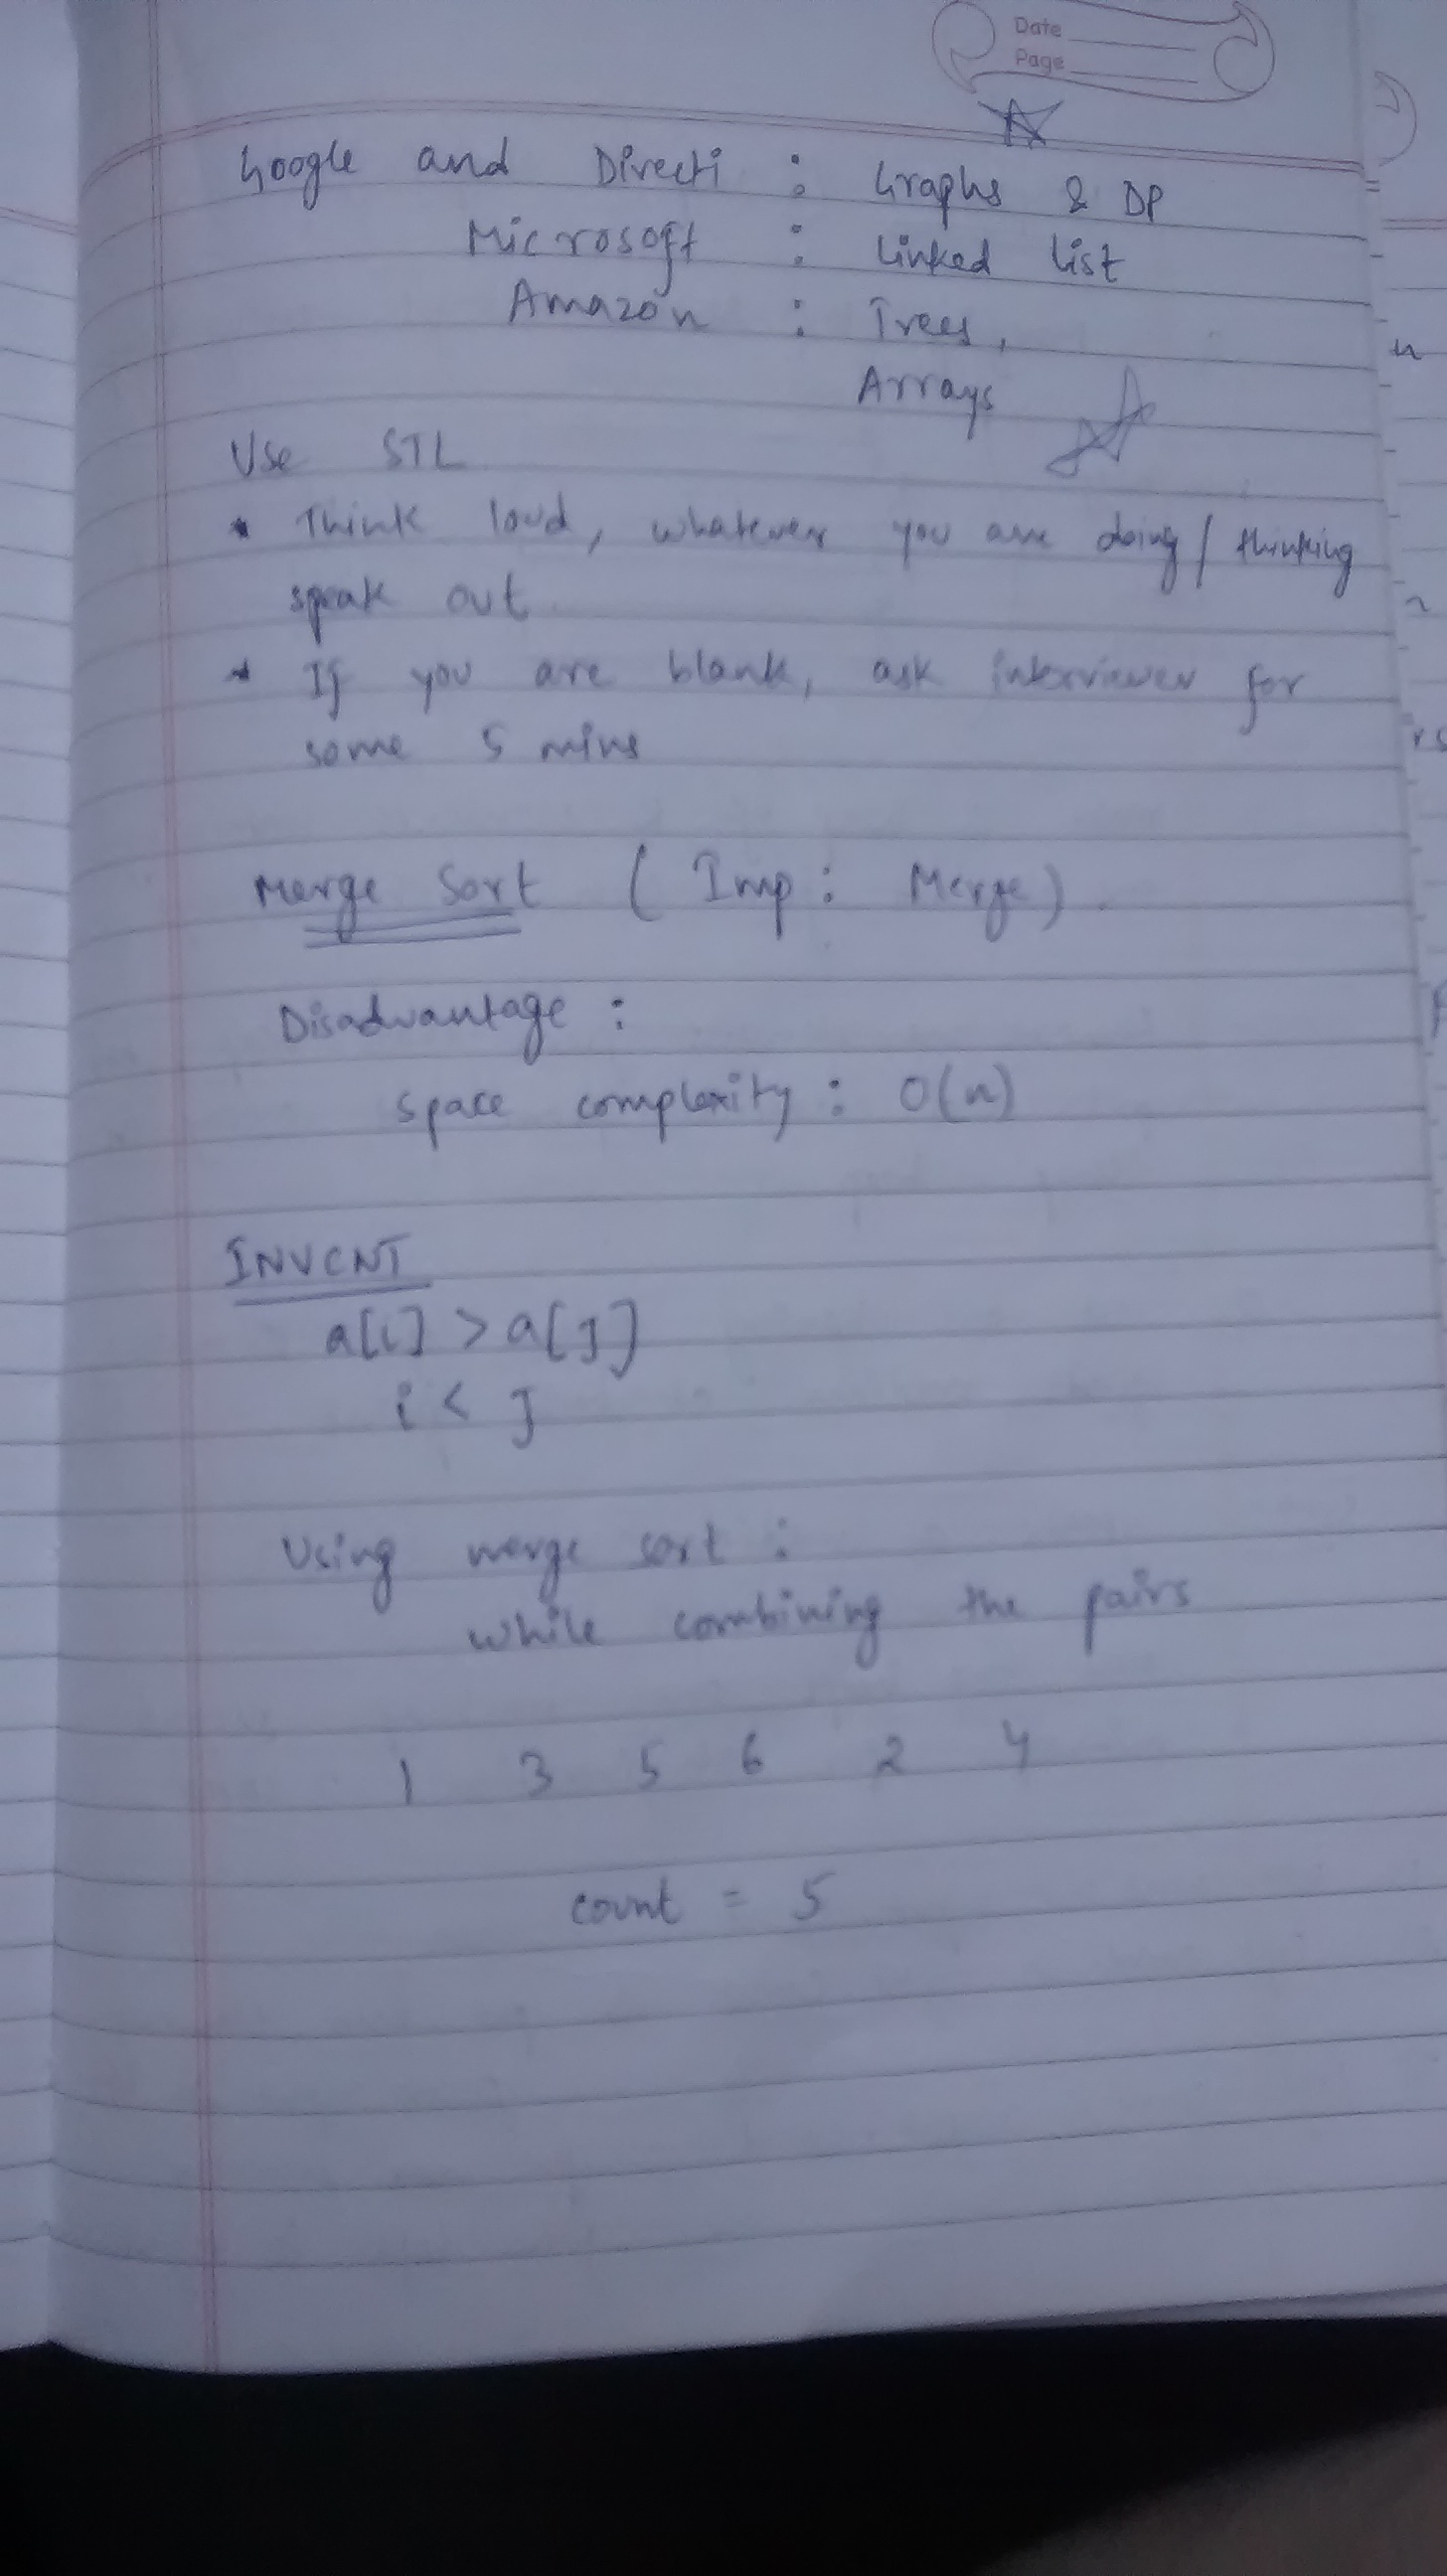 Date
Page
Google and Directi : Graphs & DP
Microsoft : Linked List
Amazon : Trees,
Arrays
Use STL
* Think loud, whatever you are doing / thinking
speak out
* If you are blank, ask interviewer for
some 5 mins
Merge Sort ( Imp : Merge )
Disadvantage :
space complexity : O(n)
INVCNT
a[i] > a[j]
i < j
Using merge sort :
while combining the pairs
1 3 5 6 2 4
count = 5